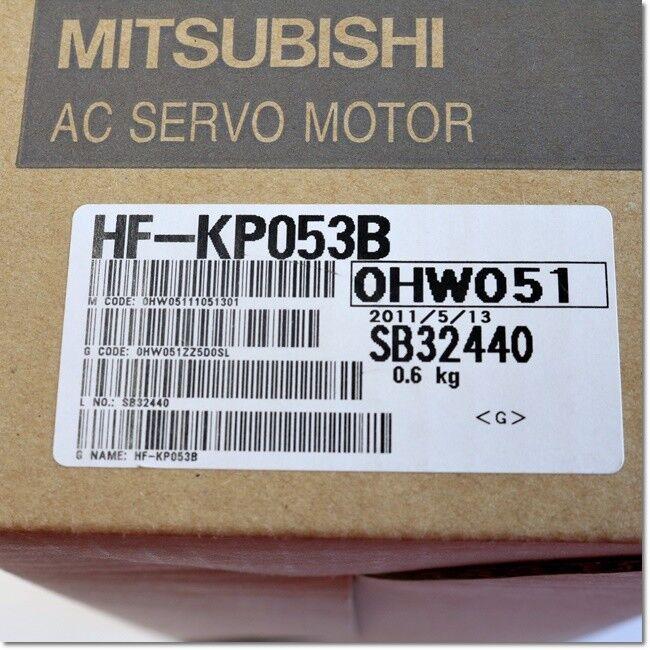 MITSUBISHI
AC SERVO MOTOR
HF-KP053B
0HW051
M CODE: 0HW05111051301
2011/5/13
SB32440
G CODE: 0HW051ZZ5D0SL
0.6 kg
L NO.: SB32440
<G>
G NAME: HF-KP053B